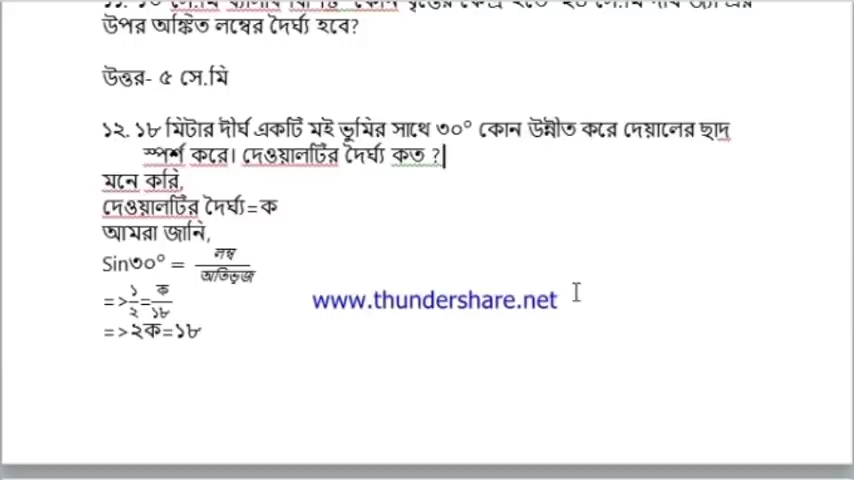 উপর অঙ্কিত লম্বের দৈর্ঘ্য হবে?
উত্তর- ৫ সে.মি
১২. ১৮ মিটার দীর্ঘ একটি মই ভুমির সাথে ৩০° কোন উন্নীত করে দেয়ালের ছাদ
স্পর্শ করে। দেওয়ালটির দৈর্ঘ্য কত ?
মনে করি,
দেওয়ালটির দৈর্ঘ্য=ক
আমরা জানি,
Sin৩০° = লম্ব/অতিভুজ
=>১/২=ক/১৮
www.thundershare.net
=>২ক=১৮